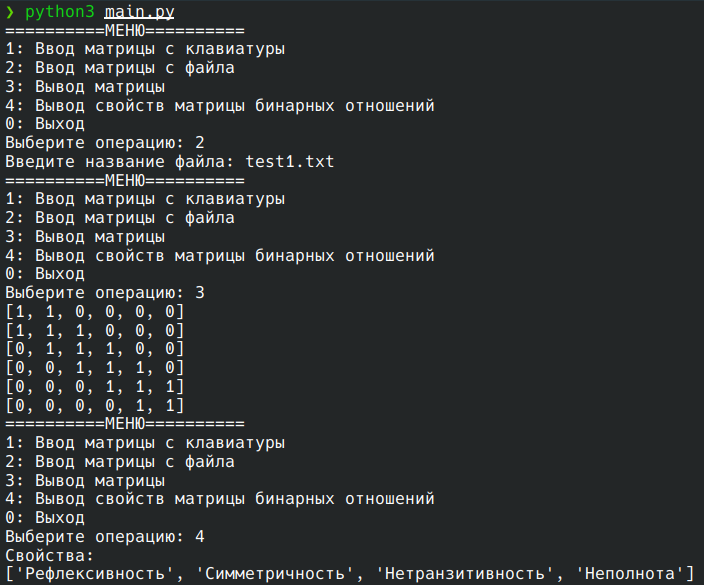 ❯ python3 main.py
==========МЕНЮ==========
1: Ввод матрицы с клавиатуры
2: Ввод матрицы с файла
3: Вывод матрицы
4: Вывод свойств матрицы бинарных отношений
0: Выход
Выберите операцию: 2
Введите название файла: test1.txt
==========МЕНЮ==========
1: Ввод матрицы с клавиатуры
2: Ввод матрицы с файла
3: Вывод матрицы
4: Вывод свойств матрицы бинарных отношений
0: Выход
Выберите операцию: 3
[1, 1, 0, 0, 0, 0]
[1, 1, 1, 0, 0, 0]
[0, 1, 1, 1, 0, 0]
[0, 0, 1, 1, 1, 0]
[0, 0, 0, 1, 1, 1]
[0, 0, 0, 0, 1, 1]
==========МЕНЮ==========
1: Ввод матрицы с клавиатуры
2: Ввод матрицы с файла
3: Вывод матрицы
4: Вывод свойств матрицы бинарных отношений
0: Выход
Выберите операцию: 4
Свойства:
['Рефлексивность', 'Симметричность', 'Нетранзитивность', 'Неполнота']